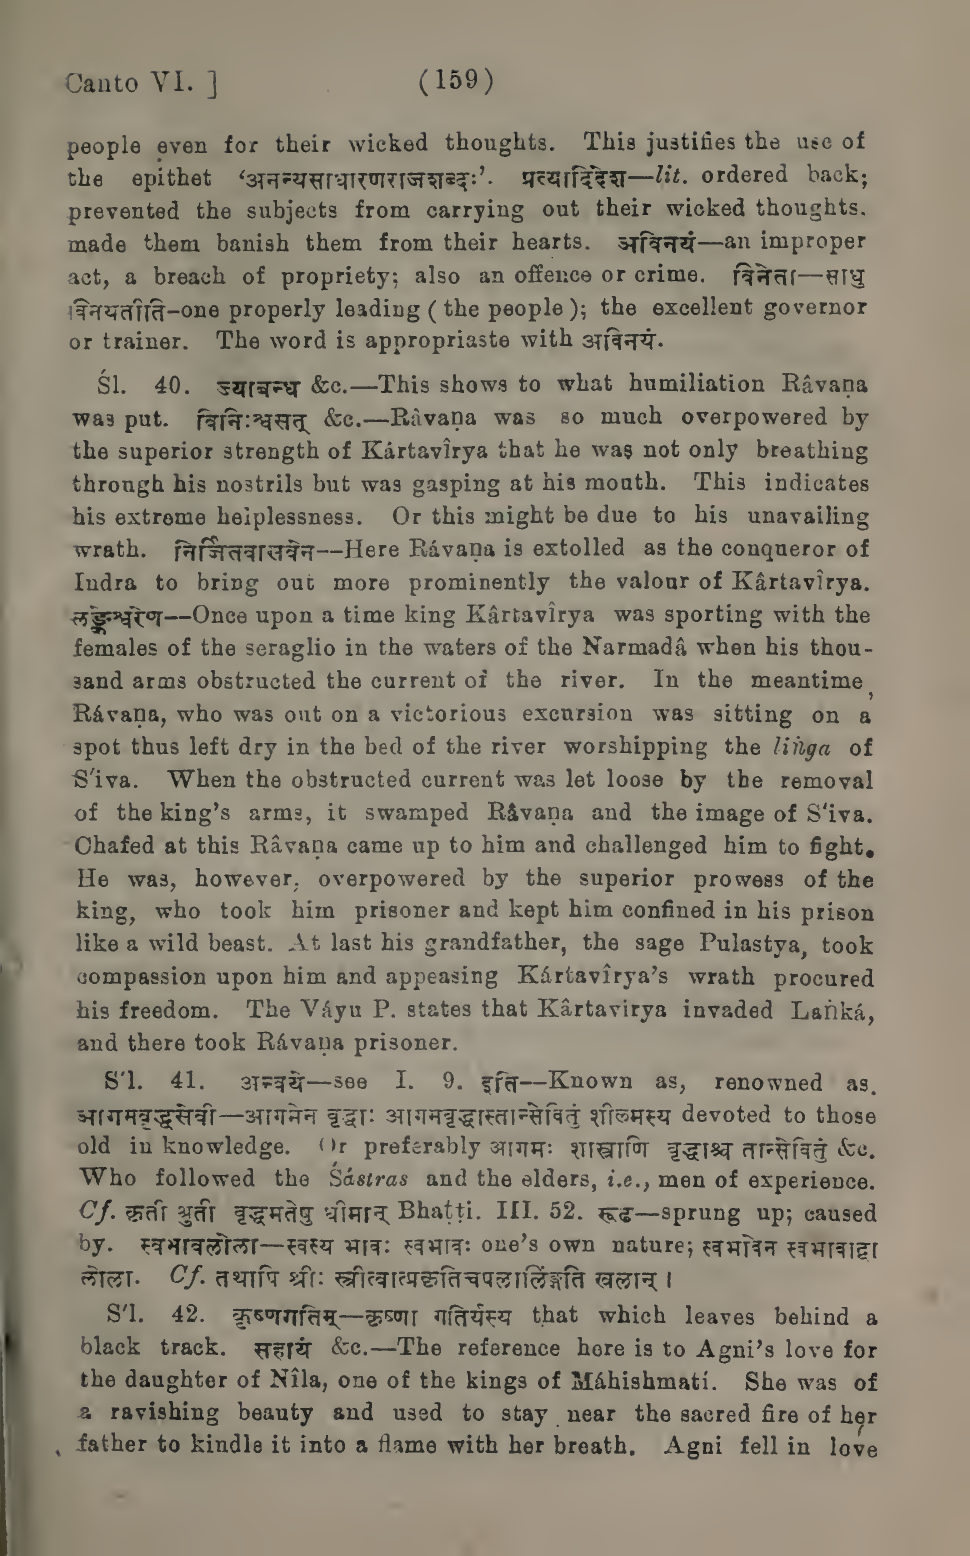 Canto VI. ] (159)
people even for their wicked thoughts. This justifies the use of
the epithet ‘अनन्यसाधारणराजशब्दः’. प्रत्यादिदेश—lit. ordered back;
prevented the subjects from carrying out their wicked thoughts.
made them banish them from their hearts. अविनयं—an improper
act, a breach of propriety; also an offence or crime. विनेता—साधु
विनयतीति-one properly leading ( the people ); the excellent governor
or trainer. The word is appropriaste with अविनयं.
Śl. 40. ज्याबन्ध &c.—This shows to what humiliation Râvaṇa
was put. विनिःश्वसत् &c.—Râvaṇa was so much overpowered by
the superior strength of Kártavîrya that he was not only breathing
through his nostrils but was gasping at his mouth. This indicates
his extreme helplessness. Or this might be due to his unavailing
wrath. निर्जितवासवेन--Here Rávaṇa is extolled as the conqueror of
Indra to bring out more prominently the valour of Kârtavîrya.
लङ्केश्वरेण--Once upon a time king Kârtavîrya was sporting with the
females of the seraglio in the waters of the Narmadâ when his thou-
sand arms obstructed the current of the river. In the meantime,
Rávaṇa, who was out on a victorious excursion was sitting on a
spot thus left dry in the bed of the river worshipping the liṅga of
S'iva. When the obstructed current was let loose by the removal
of the king's arms, it swamped Râvaṇa and the image of S'iva.
Chafed at this Râvaṇa came up to him and challenged him to fight.
He was, however, overpowered by the superior prowess of the
king, who took him prisoner and kept him confined in his prison
like a wild beast. At last his grandfather, the sage Pulastya, took
compassion upon him and appeasing Kártavîrya's wrath procured
his freedom. The Váyu P. states that Kârtavirya invaded Laṅká,
and there took Rávaṇa prisoner.
S'l. 41. अन्वये—see I. 9. इति--Known as, renowned as.
आगमवृद्धसेवी—आगमेन वृद्धाः आगमवृद्धास्तान्सेवितुं शीलमस्य devoted to those
old in knowledge. Or preferably आगमः शास्त्राणि वृद्धाश्च तान्सेवितुं &c.
Who followed the Śástras and the elders, i.e., men of experience.
Cf. कृती श्रुती वृद्धमतेषु धीमान् Bhaṭṭi. III. 52. रूढ—sprung up; caused
by. स्वभावलोला—स्वस्य भावः स्वभावः one's own nature; स्वभावेन स्वभावाद्वा
लोला. Cf. तथापि श्रीः स्त्रीत्वात्प्रकृतिचपलालिंङ्गति खलान् ।
S'l. 42. कृष्णगतिम्—कृष्णा गतिर्यस्य that which leaves behind a
black track. सहायं &c.—The reference here is to Agni's love for
the daughter of Nîla, one of the kings of Máhishmatí. She was of
a ravishing beauty and used to stay near the sacred fire of her
father to kindle it into a flame with her breath. Agni fell in love